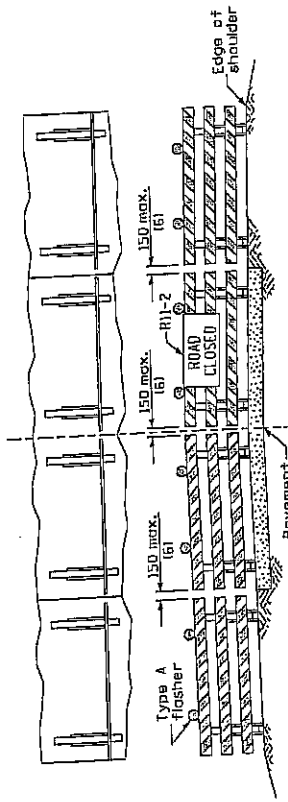 Edge of
shoulder
150 max.
(6)
R11-2
ROAD
CLOSED
150 max.
(6)
Pavement
150 max.
(6)
Type A
flasher